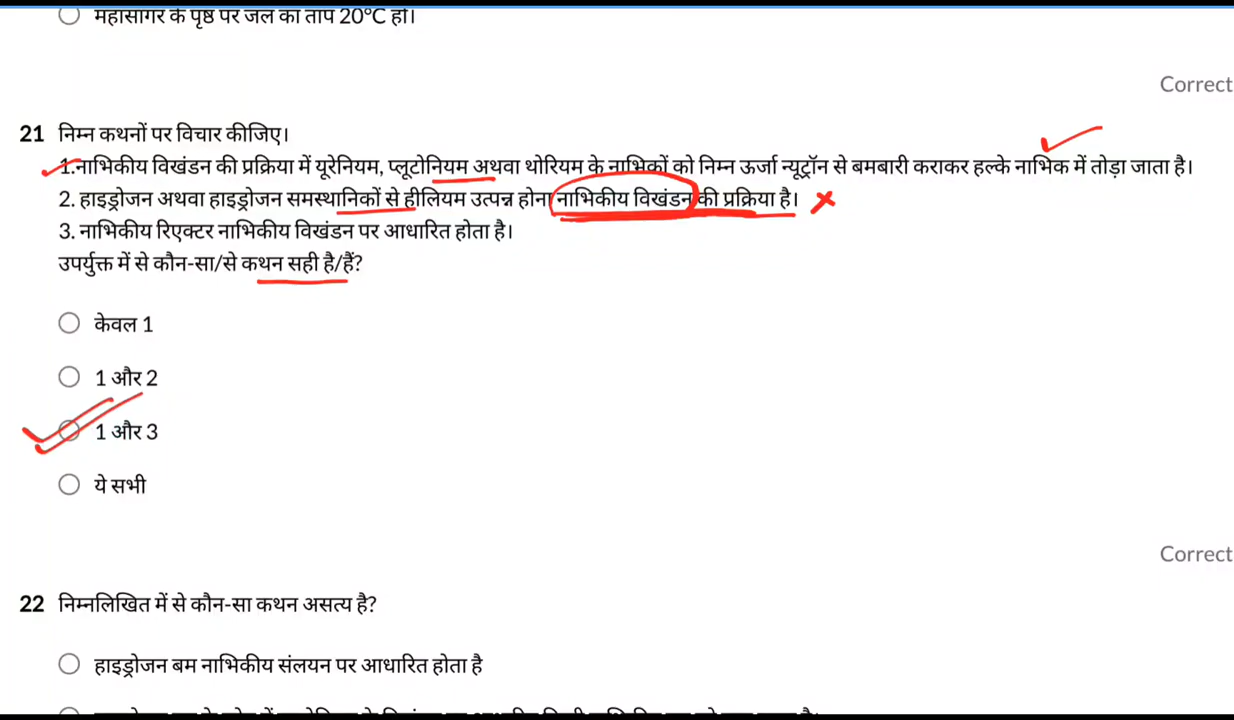 महासागर के पृष्ठ पर जल का ताप 20°C हो।
Correct
21 निम्न कथनों पर विचार कीजिए।
1.नाभिकीय विखंडन की प्रक्रिया में यूरेनियम, प्लूटोनियम अथवा थोरियम के नाभिकों को निम्न ऊर्जा न्यूट्रॉन से बमबारी कराकर हल्के नाभिक में तोड़ा जाता है।
2. हाइड्रोजन अथवा हाइड्रोजन समस्थानिकों से हीलियम उत्पन्न होना नाभिकीय विखंडन की प्रक्रिया है।
3. नाभिकीय रिएक्टर नाभिकीय विखंडन पर आधारित होता है।
उपर्युक्त में से कौन-सा/से कथन सही है/हैं?
केवल 1
1 और 2
1 और 3
ये सभी
Correct
22 निम्नलिखित में से कौन-सा कथन असत्य है?
हाइड्रोजन बम नाभिकीय संलयन पर आधारित होता है